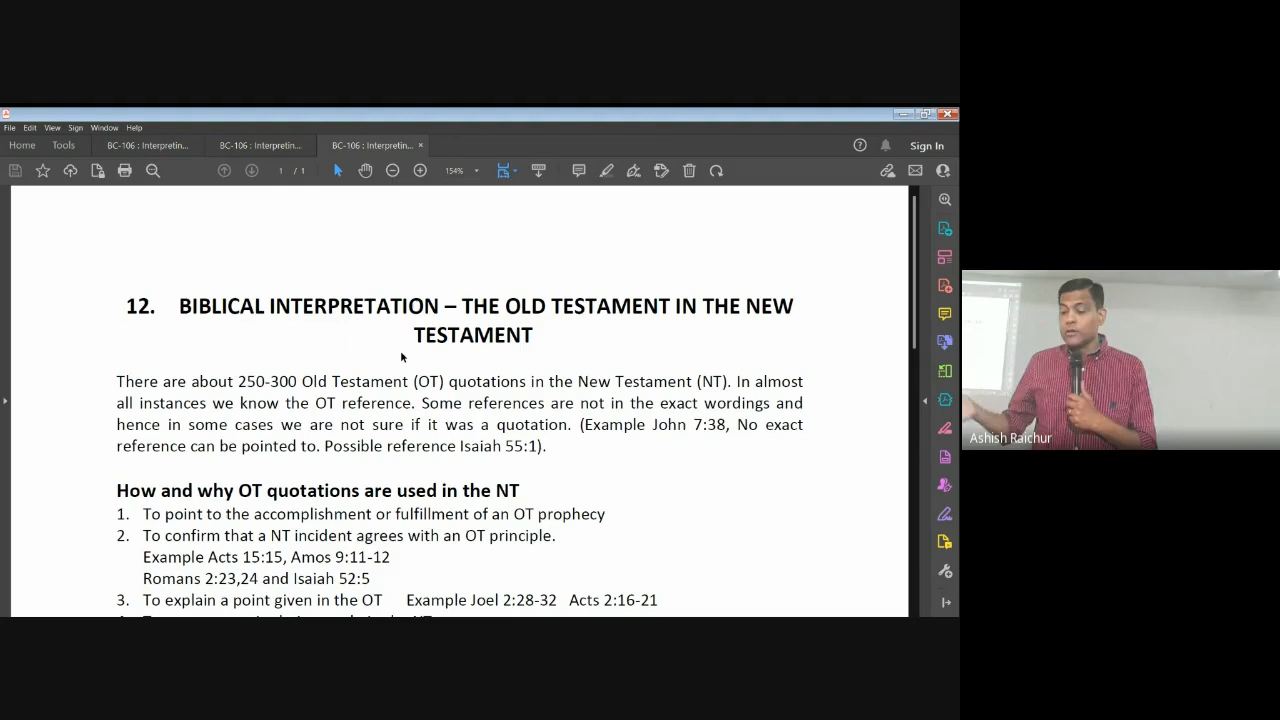 File Edit View Sign Window Help
Home Tools BC-106 : Interpretin... BC-106 : Interpretin... BC-106 : Interpretin... × Sign In
1 / 1 154%
12. BIBLICAL INTERPRETATION – THE OLD TESTAMENT IN THE NEW
TESTAMENT
There are about 250-300 Old Testament (OT) quotations in the New Testament (NT). In almost
all instances we know the OT reference. Some references are not in the exact wordings and
hence in some cases we are not sure if it was a quotation. (Example John 7:38, No exact
reference can be pointed to. Possible reference Isaiah 55:1).
How and why OT quotations are used in the NT
1. To point to the accomplishment or fulfillment of an OT prophecy
2. To confirm that a NT incident agrees with an OT principle.
Example Acts 15:15, Amos 9:11-12
Romans 2:23,24 and Isaiah 52:5
3. To explain a point given in the OT Example Joel 2:28-32 Acts 2:16-21
Ashish Raichur